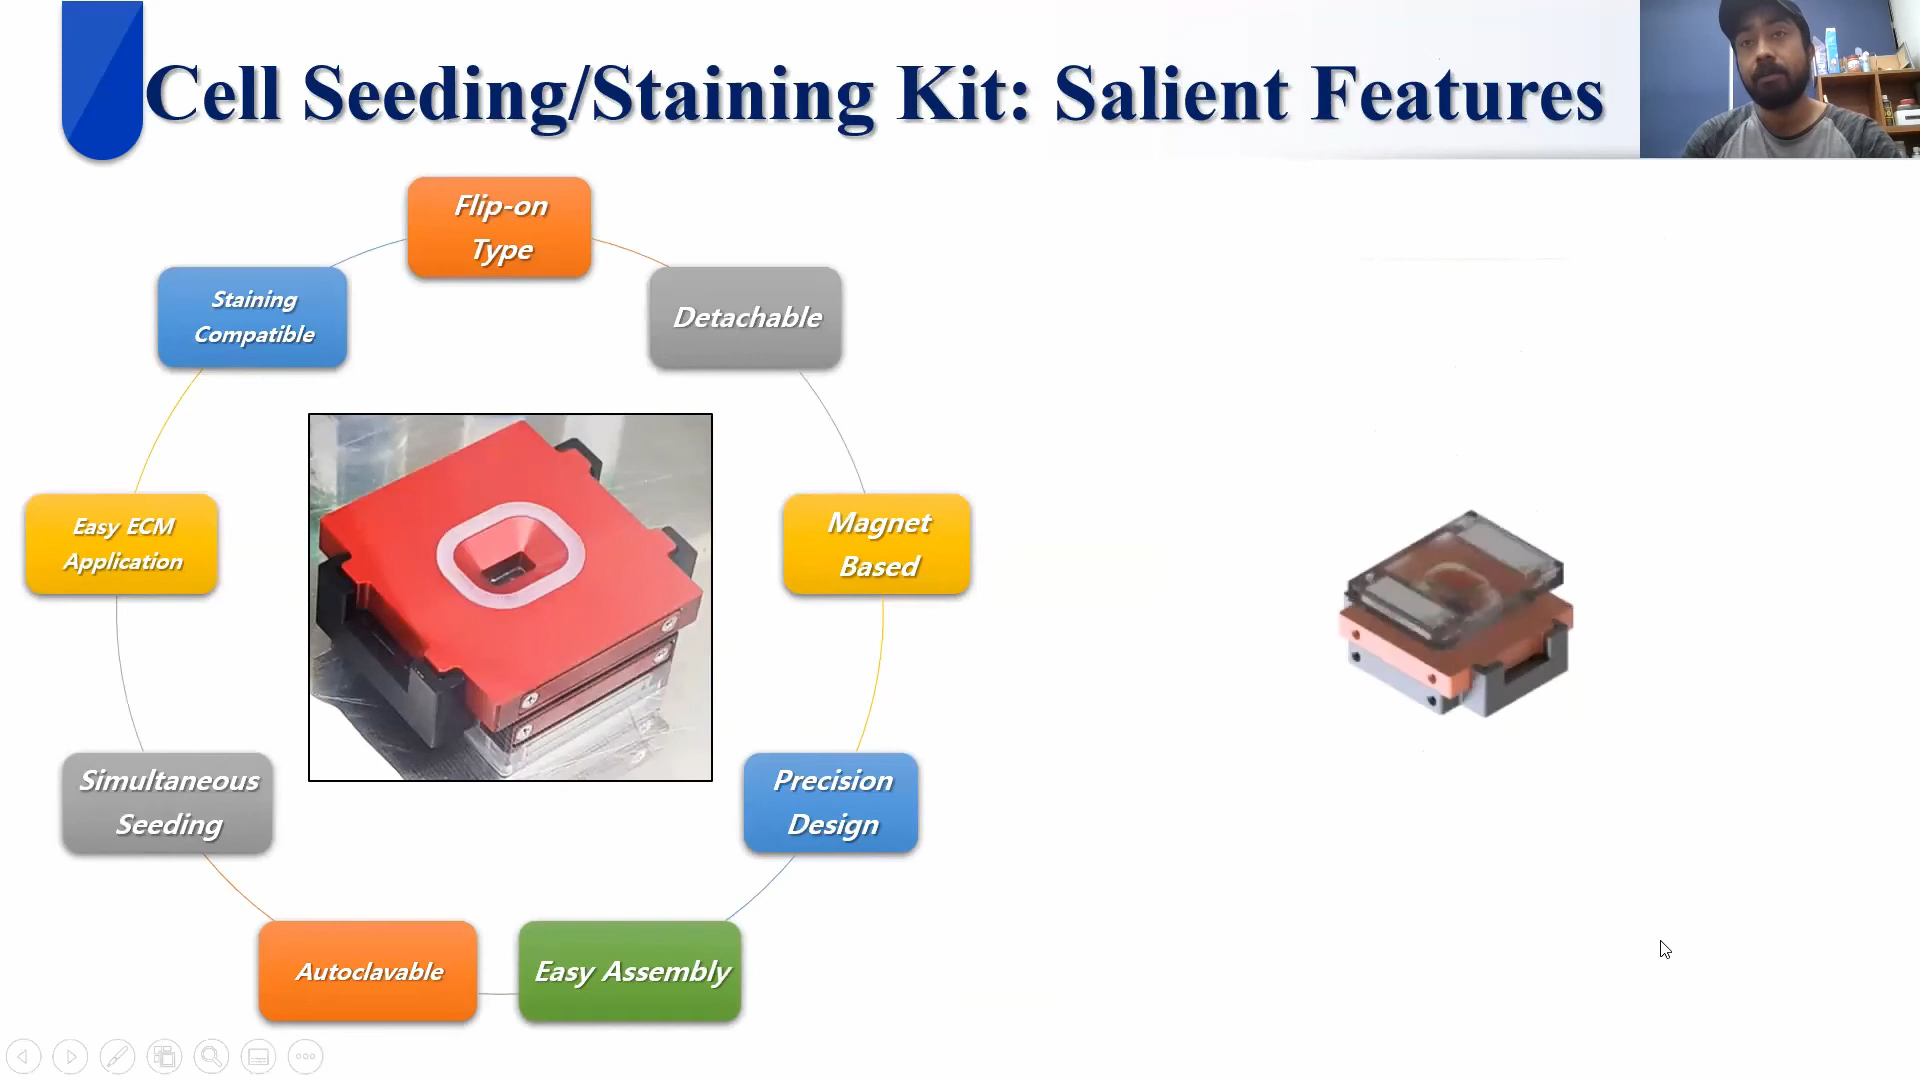 Cell Seeding/Staining Kit: Salient Features
Flip-on
Type
Detachable
Magnet
Based
Precision
Design
Easy Assembly
Autoclavable
Simultaneous
Seeding
Easy ECM
Application
Staining
Compatible